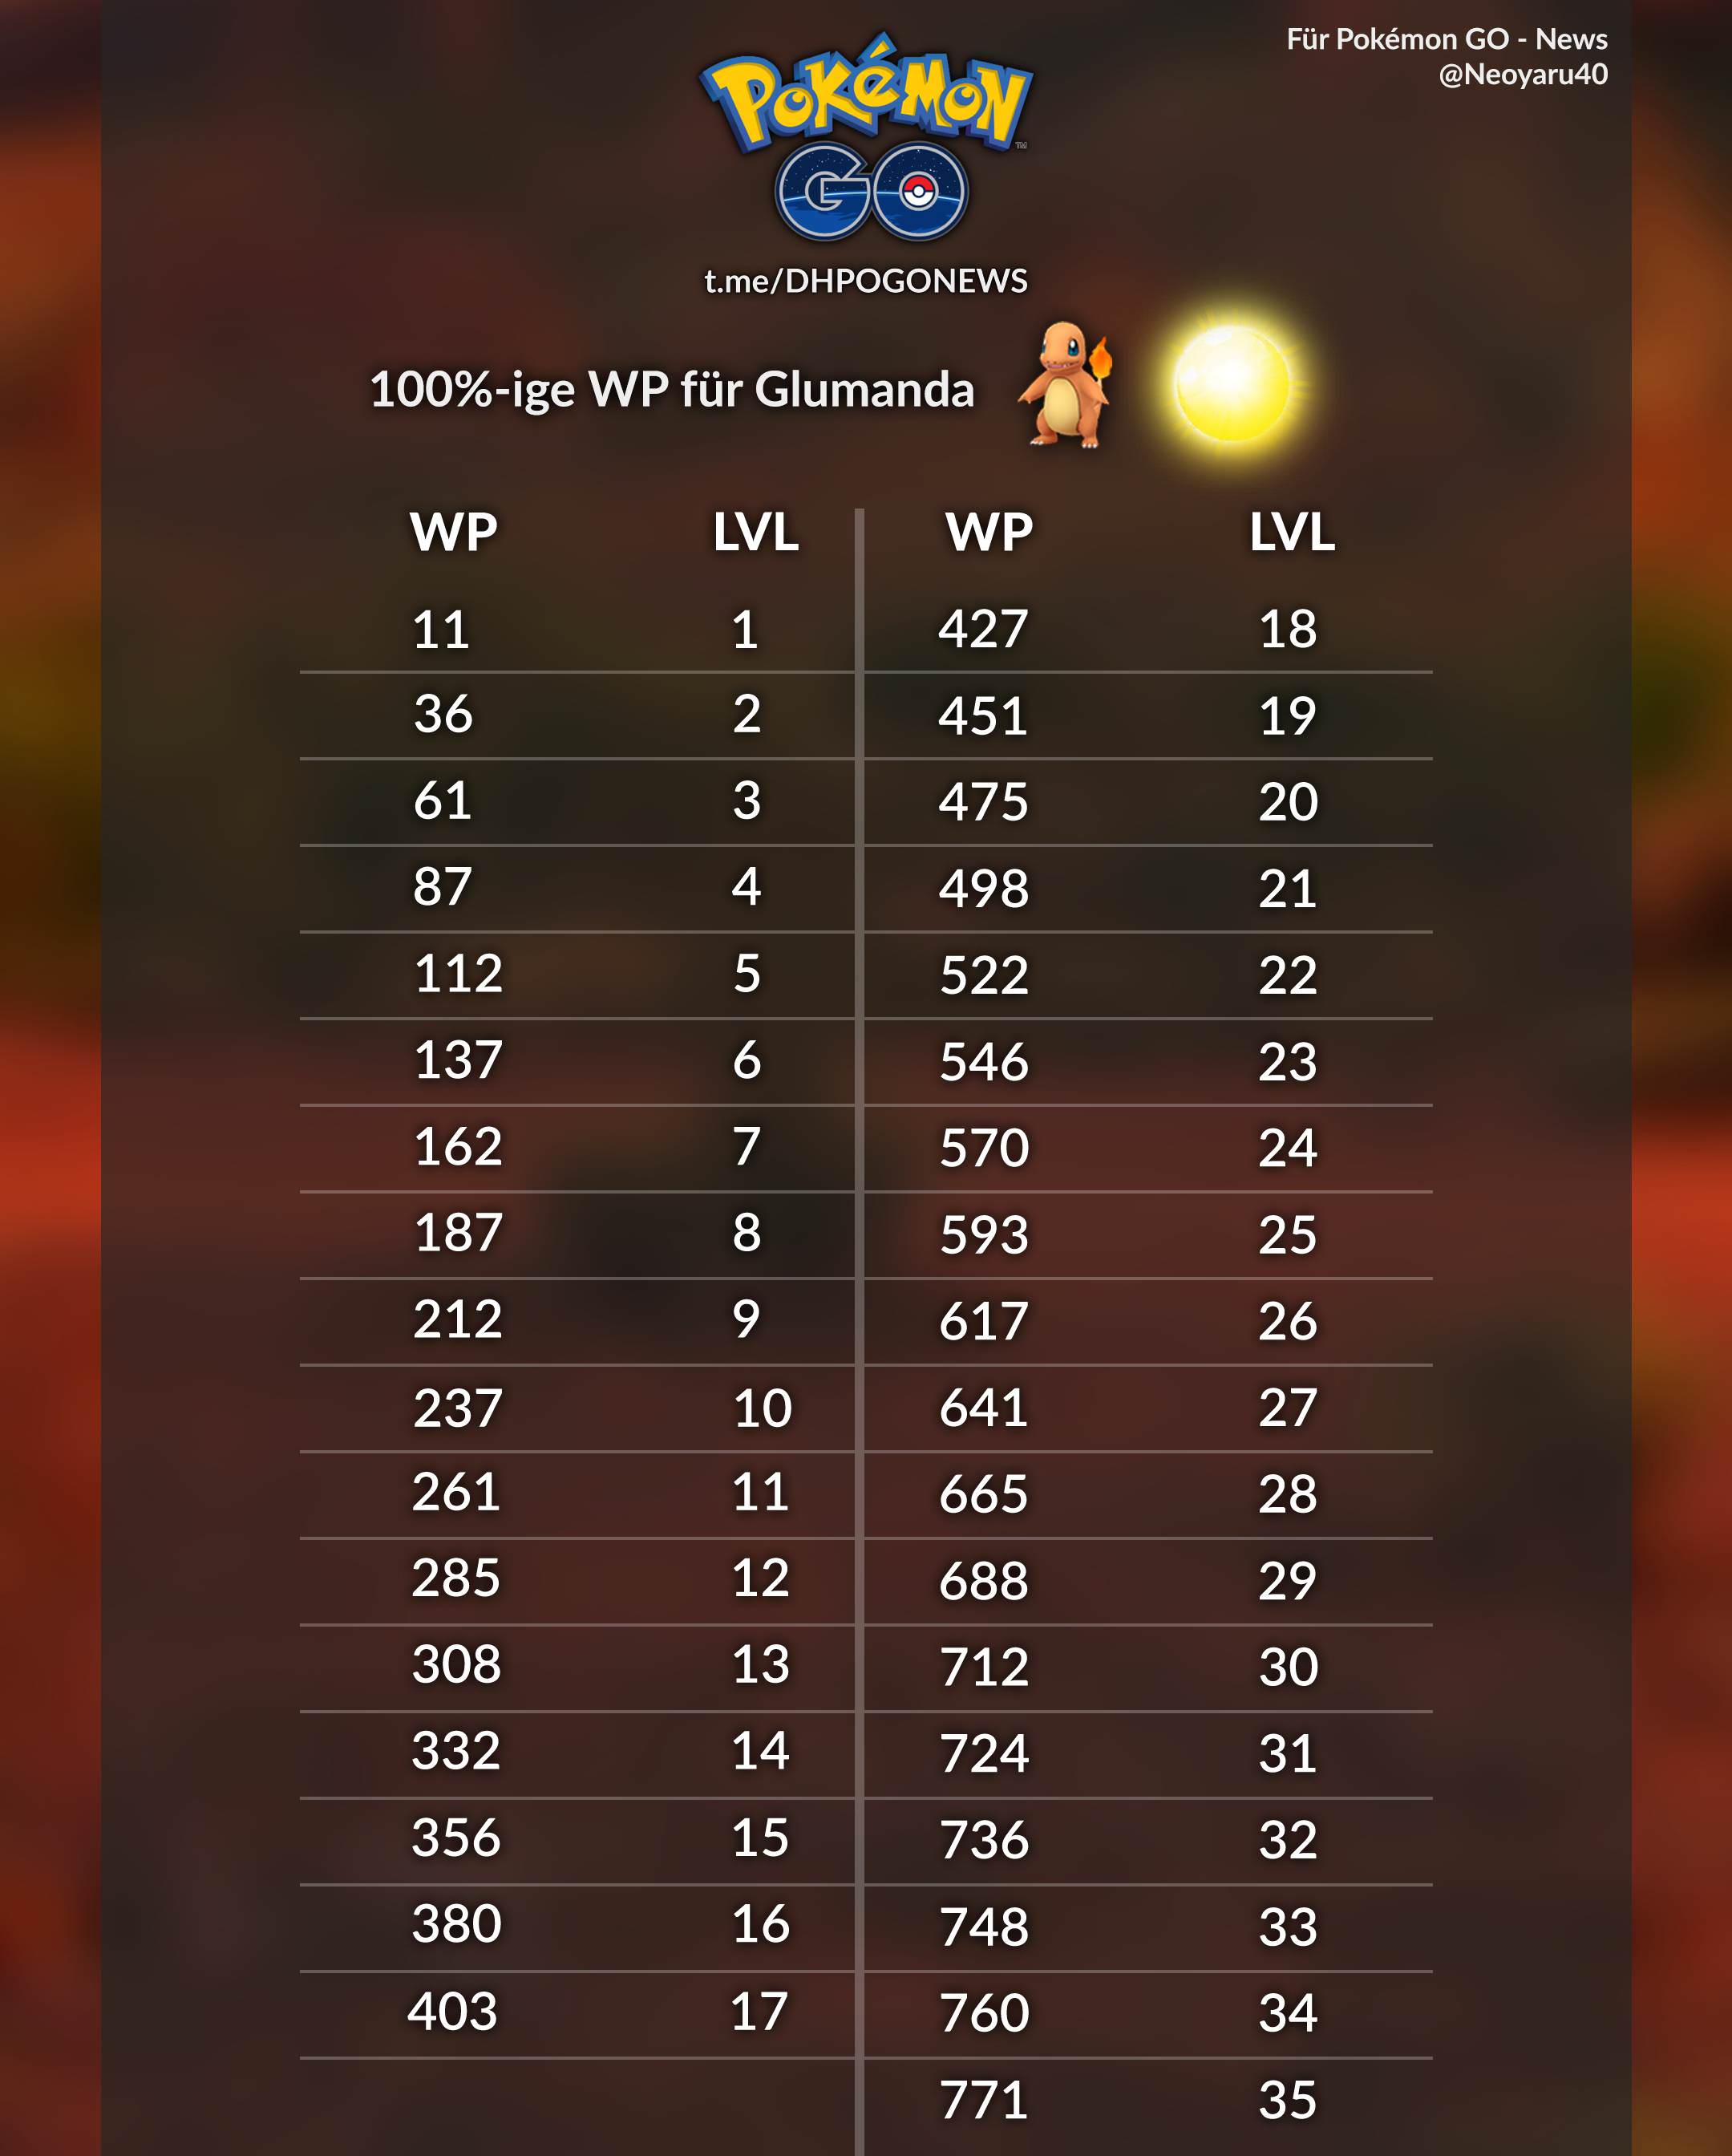 Für Pokémon GO - News
@Neoyaru40
POKÉMON
TM
GO
t.me/DHPOGONEWS
100%-ige WP für Glumanda
WP LVL WP LVL
11 1 427 18
36 2 451 19
61 3 475 20
87 4 498 21
112 5 522 22
137 6 546 23
162 7 570 24
187 8 593 25
212 9 617 26
237 10 641 27
261 11 665 28
285 12 688 29
308 13 712 30
332 14 724 31
356 15 736 32
380 16 748 33
403 17 760 34
771 35